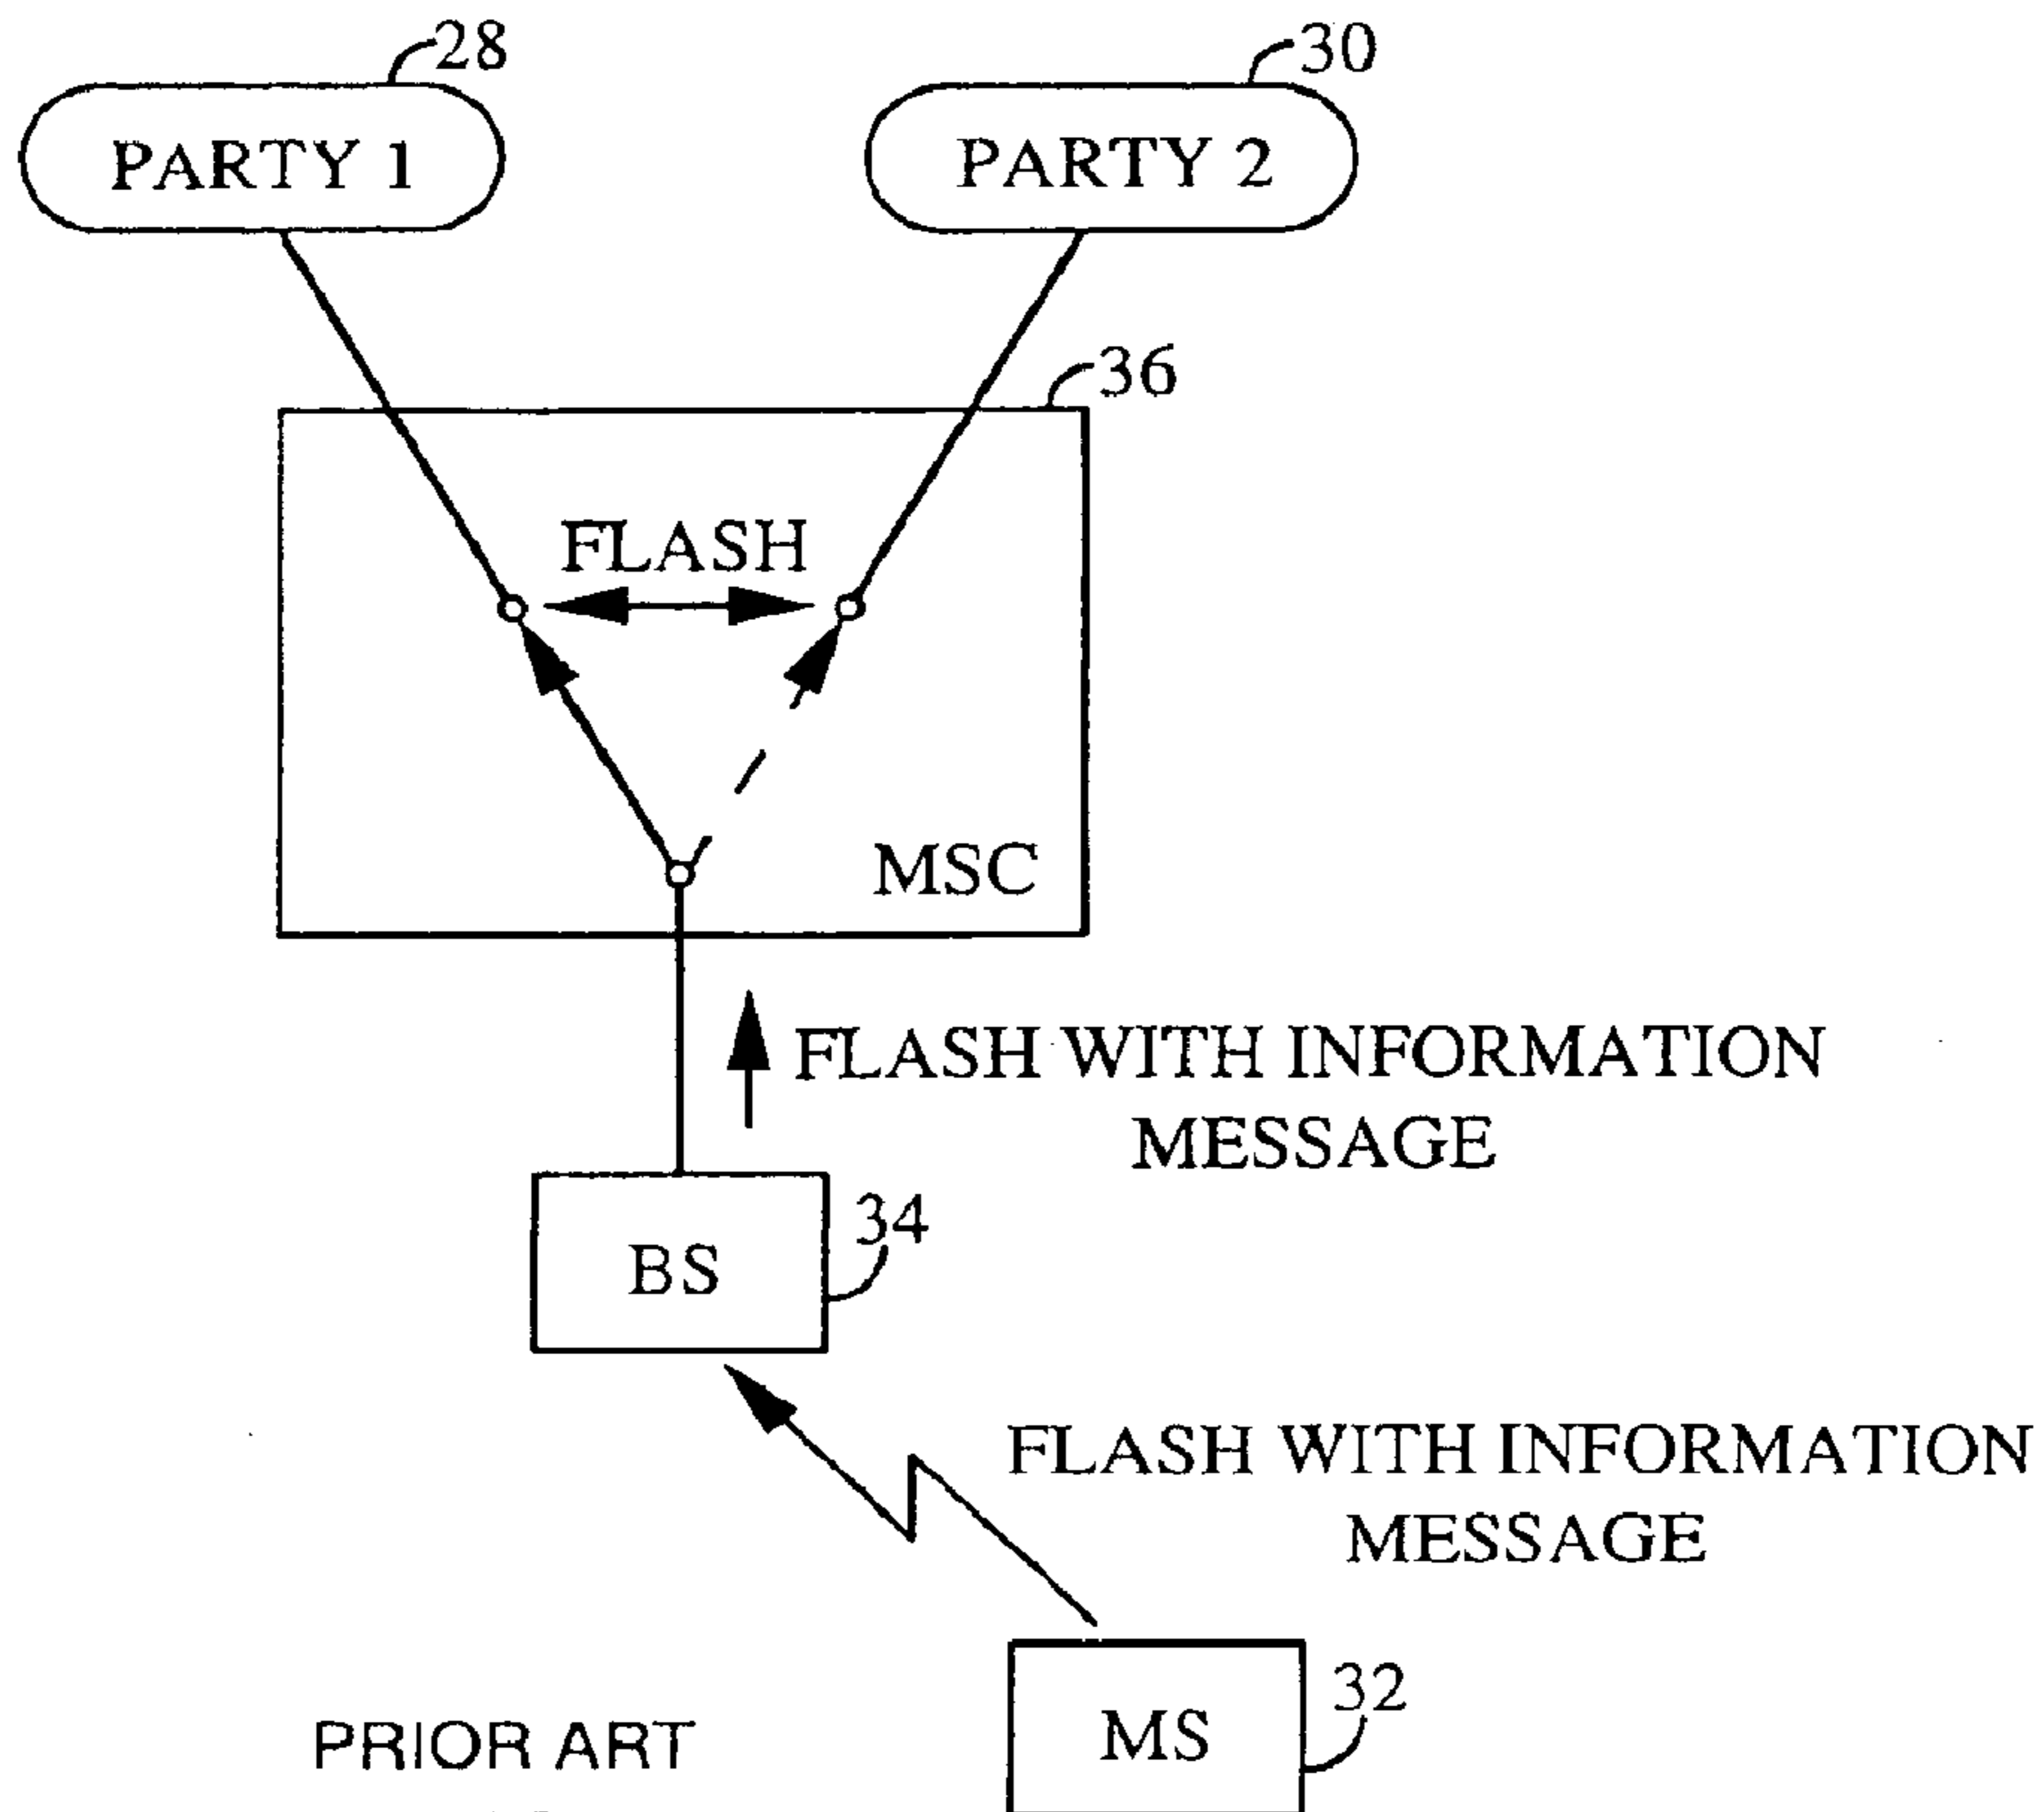 28
30
PARTY 1
PARTY 2
36
FLASH
MSC
FLASH WITH INFORMATION
MESSAGE
34
BS
FLASH WITH INFORMATION
MESSAGE
32
MS
PRIOR ART